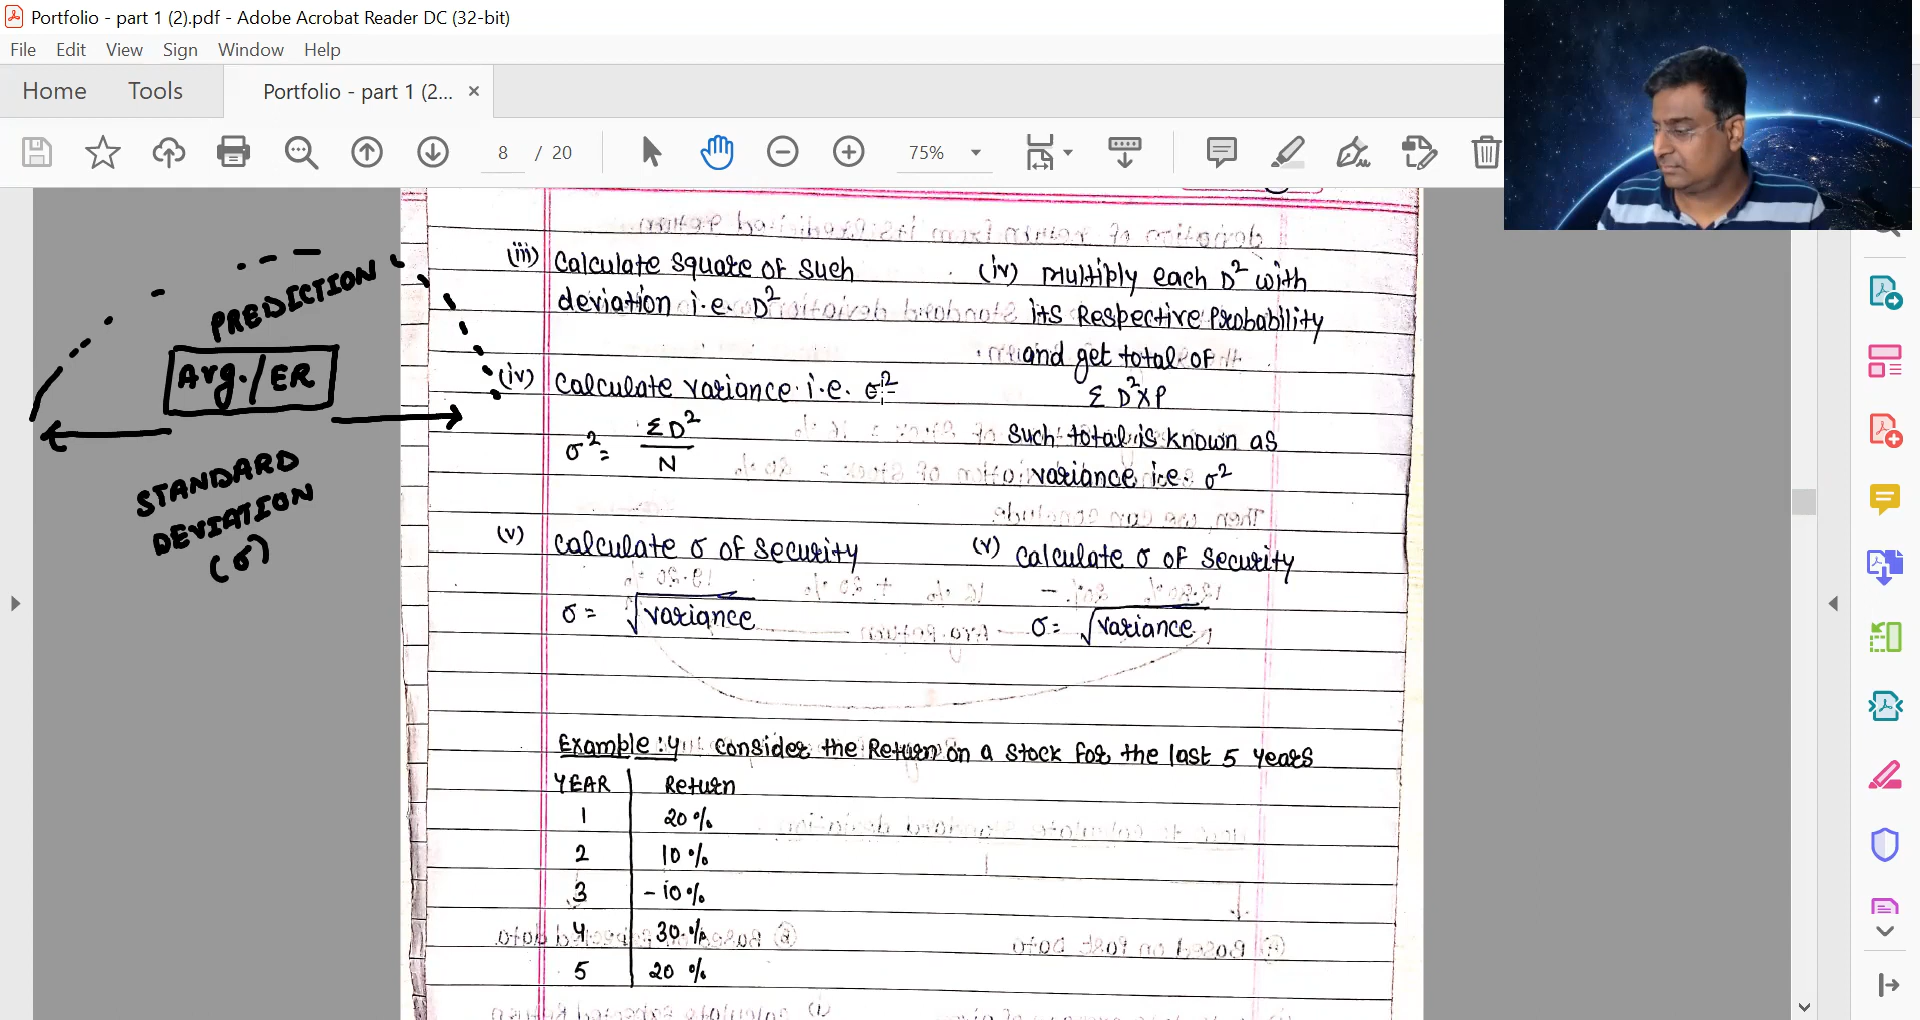 Portfolio - part 1 (2).pdf - Adobe Acrobat Reader DC (32-bit)
File Edit View Sign Window Help
Home Tools Portfolio - part 1 (2... ×
8 / 20 75%
(iii) Calculate Square of Such
deviation i.e. D²
(iv) Calculate variance i.e. σ²
σ² = ΣD²
N
(v) Calculate σ of Security
σ = √variance
(iv) Multiply each D² with
its Respective Probability
and get total of
Σ D² X P
Such total is known as
variance i.e. σ²
(v) Calculate σ of Security
σ = √variance
PREDICTION
Avg. / ER
STANDARD
DEVIATION
(σ)
Example : 4 Consider the Return on a stock for the last 5 years
YEAR Return
1 20 %
2 10 %
3 - 10 %
4 30 %
5 20 %